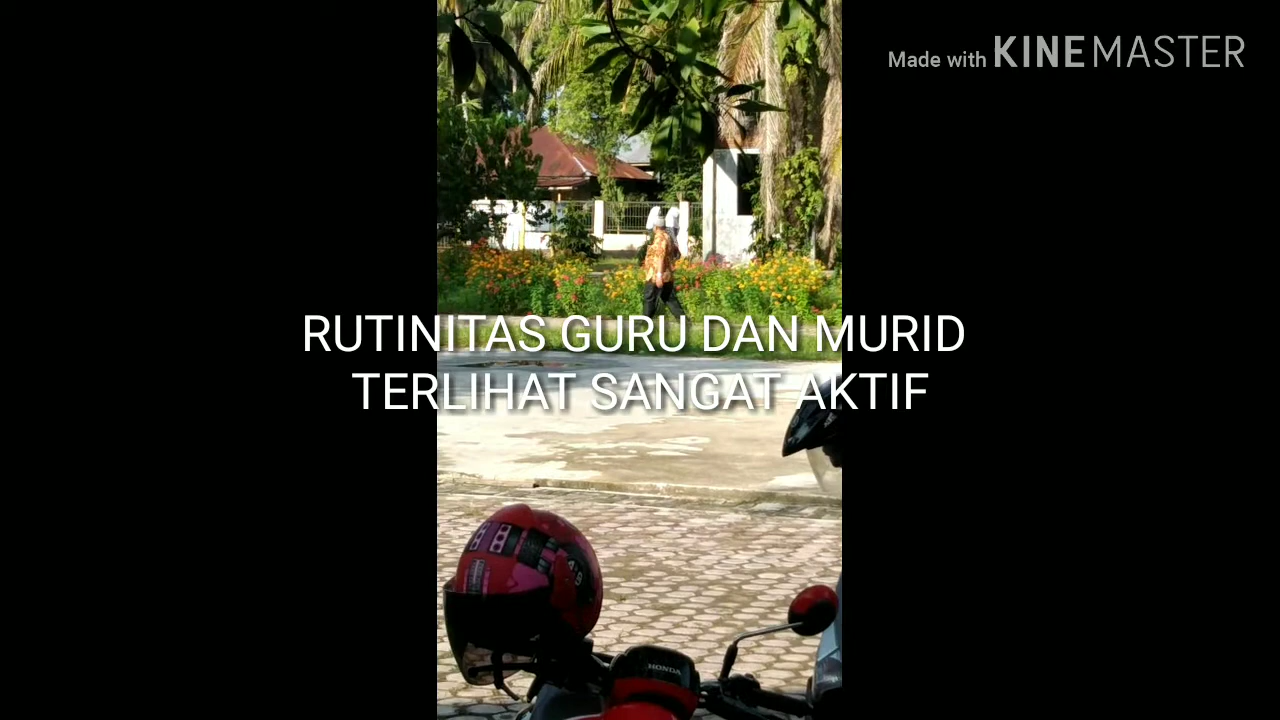 Made with KINEMASTER
RUTINITAS GURU DAN MURID
TERLIHAT SANGAT AKTIF
HONDA